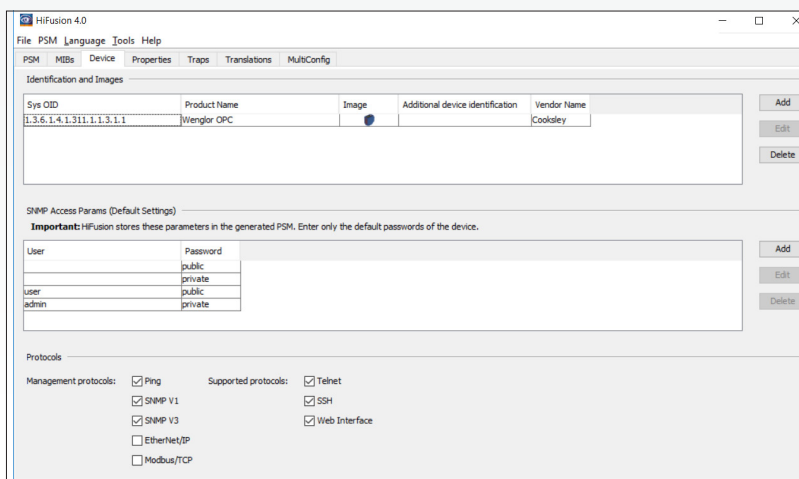 HiFusion 4.0
File PSM Language Tools Help
PSM MIBs Device Properties Traps Translations MultiConfig
Identification and Images
Sys OID Product Name Image Additional device identification Vendor Name
1.3.6.1.4.1.311.1.1.3.1.1 Wenglor OPC Cooksley
Add
Edit
Delete
SNMP Access Params (Default Settings)
Important: HiFusion stores these parameters in the generated PSM. Enter only the default passwords of the device.
User Password
public
private
user public
admin private
Add
Edit
Delete
Protocols
Management protocols: Ping Supported protocols: Telnet
SNMP V1 SSH
SNMP V3 Web Interface
EtherNet/IP
Modbus/TCP